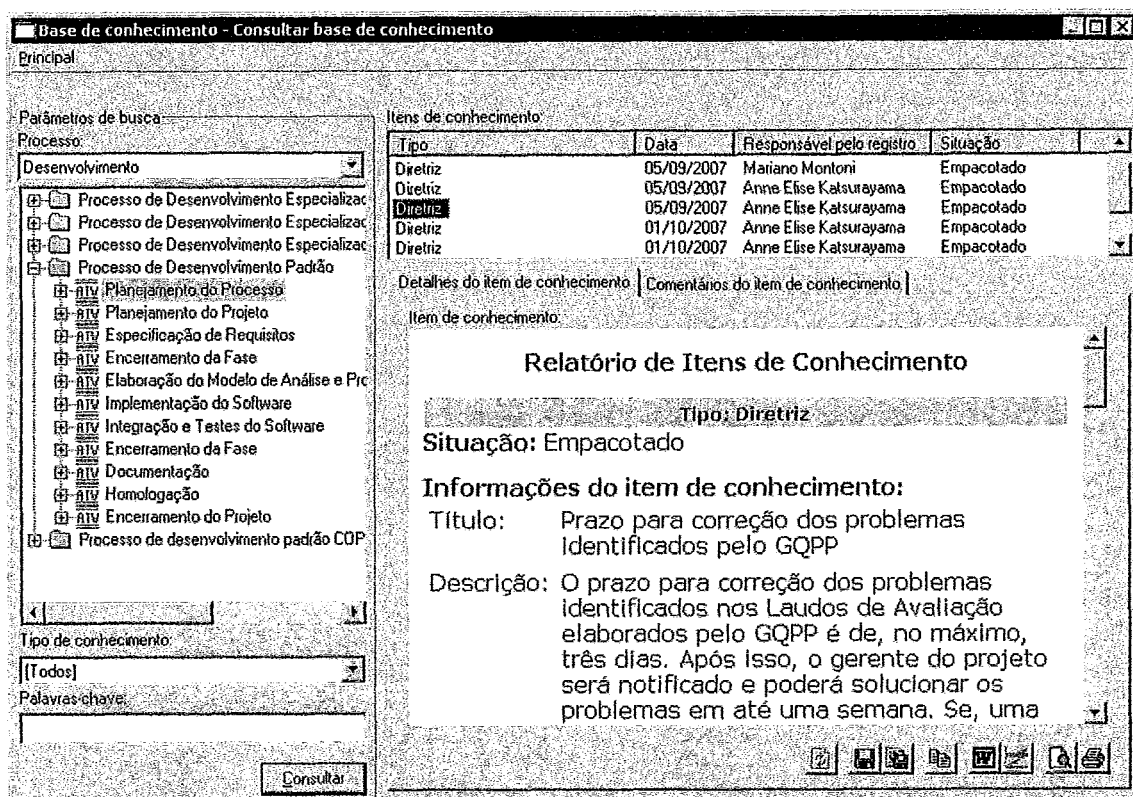 Base de conhecimento - Consultar base de conhecimento
Principal
Parâmetros de busca
Processo:
Desenvolvimento
Processo de Desenvolvimento Especializac
Processo de Desenvolvimento Especializac
Processo de Desenvolvimento Especializac
Processo de Desenvolvimento Padrão
ATV Planejamento do Processo
ATV Planejamento do Projeto
ATV Especificação de Requisitos
ATV Encerramento da Fase
ATV Elaboração do Modelo de Análise e Pro
ATV Implementação do Software
ATV Integração e Testes do Software
ATV Encerramento da Fase
ATV Documentação
ATV Homologação
ATV Encerramento do Projeto
Processo de desenvolvimento padrão COP
Tipo de conhecimento:
[Todos]
Palavras-chave:
Consultar
Itens de conhecimento:
Tipo Data Responsável pelo registro Situação
Diretriz 05/09/2007 Mariano Montoni Empacotado
Diretriz 05/09/2007 Anne Elise Katsurayama Empacotado
Diretriz 05/09/2007 Anne Elise Katsurayama Empacotado
Diretriz 01/10/2007 Anne Elise Katsurayama Empacotado
Diretriz 01/10/2007 Anne Elise Katsurayama Empacotado
Detalhes do item de conhecimento Comentários do item de conhecimento
Item de conhecimento:
Relatório de Itens de Conhecimento
Tipo: Diretriz
Situação: Empacotado
Informações do item de conhecimento:
Título: Prazo para correção dos problemas
identificados pelo GQPP
Descrição: O prazo para correção dos problemas
identificados nos Laudos de Avaliação
elaborados pelo GQPP é de, no máximo,
três dias. Após isso, o gerente do projeto
será notificado e poderá solucionar os
problemas em até uma semana. Se, uma